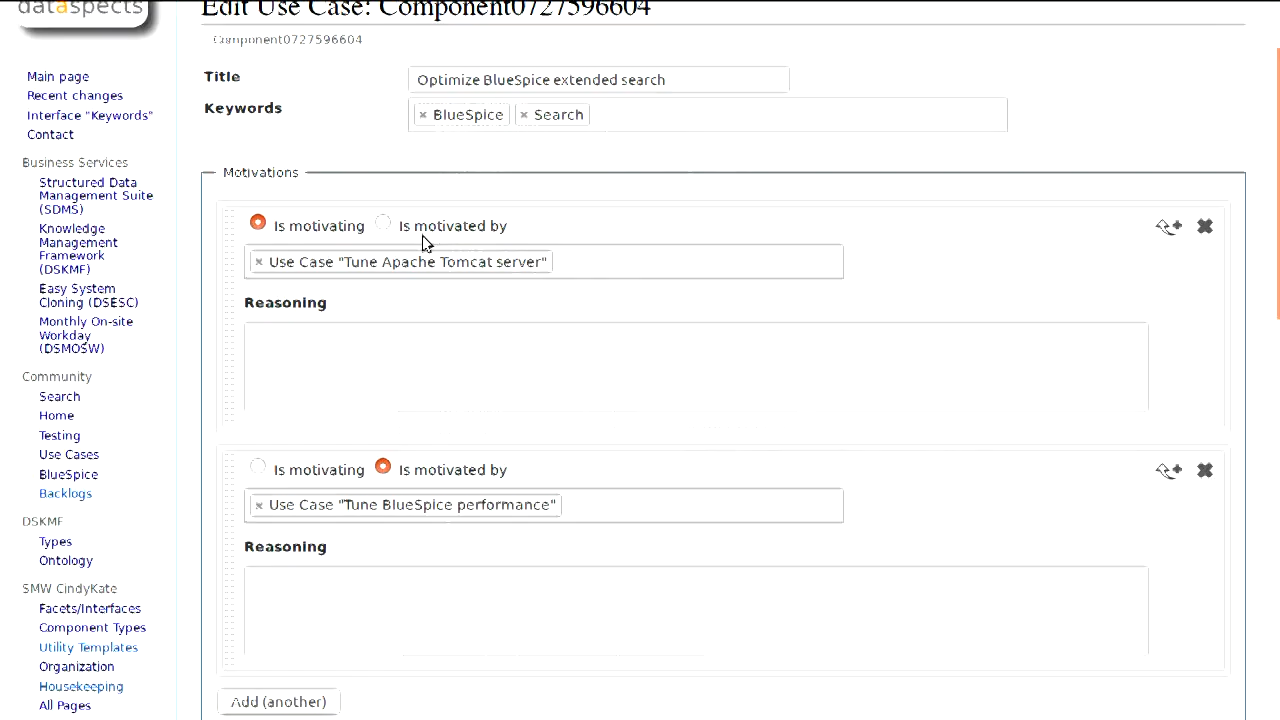 dataspects
Edit Use Case: Component0727596604
Component0727596604
Main page
Recent changes
Interface "Keywords"
Contact
Business Services
Structured Data
Management Suite
(SDMS)
Knowledge
Management
Framework
(DSKMF)
Easy System
Cloning (DSESC)
Monthly On-site
Workday
(DSMOSW)
Community
Search
Home
Testing
Use Cases
BlueSpice
Backlogs
DSKMF
Types
Ontology
SMW CindyKate
Facets/Interfaces
Component Types
Utility Templates
Organization
Housekeeping
All Pages
Title
Optimize BlueSpice extended search
Keywords
× BlueSpice × Search
Motivations
Is motivating Is motivated by
× Use Case "Tune Apache Tomcat server"
Reasoning
Is motivating Is motivated by
× Use Case "Tune BlueSpice performance"
Reasoning
Add (another)